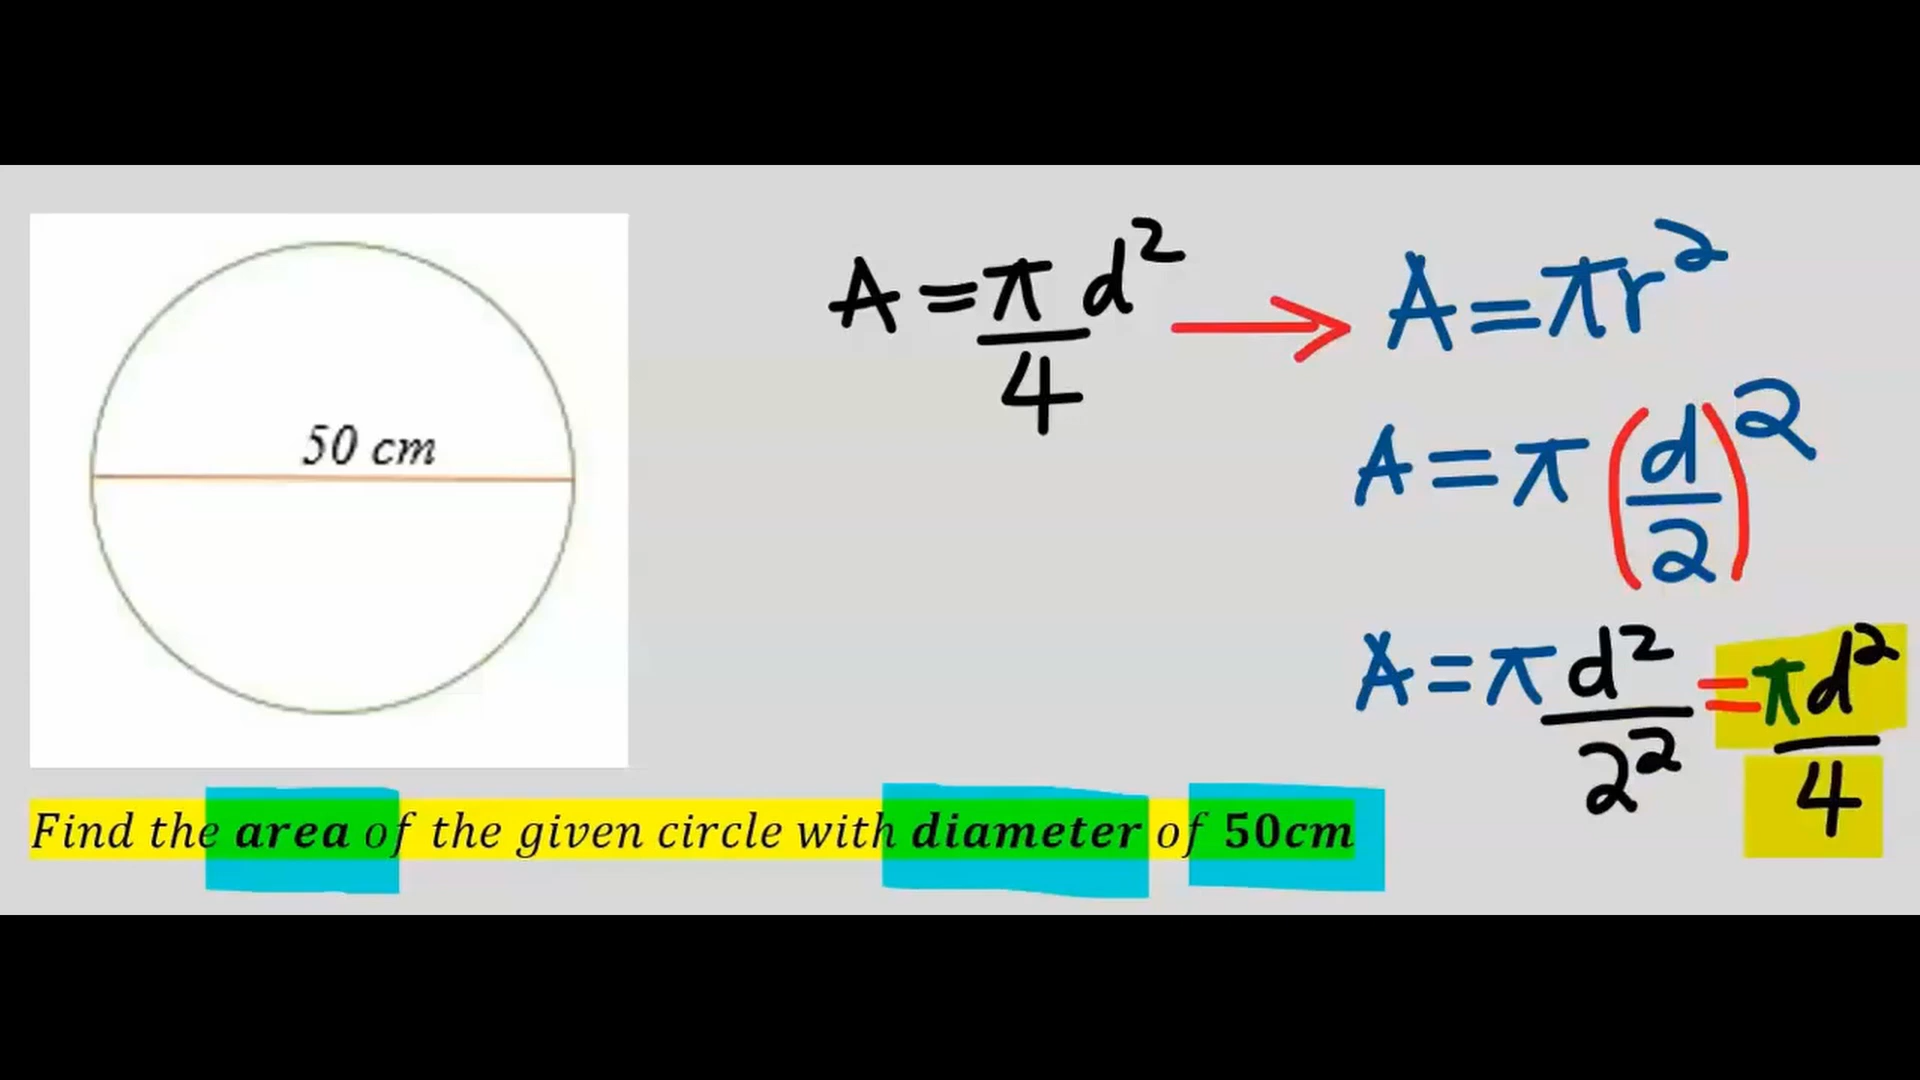 50 cm
A = π/4 d² → A = πr²
A = π (d/2)²
A = π d²/2² = πd²/4
Find the area of the given circle with diameter of 50cm